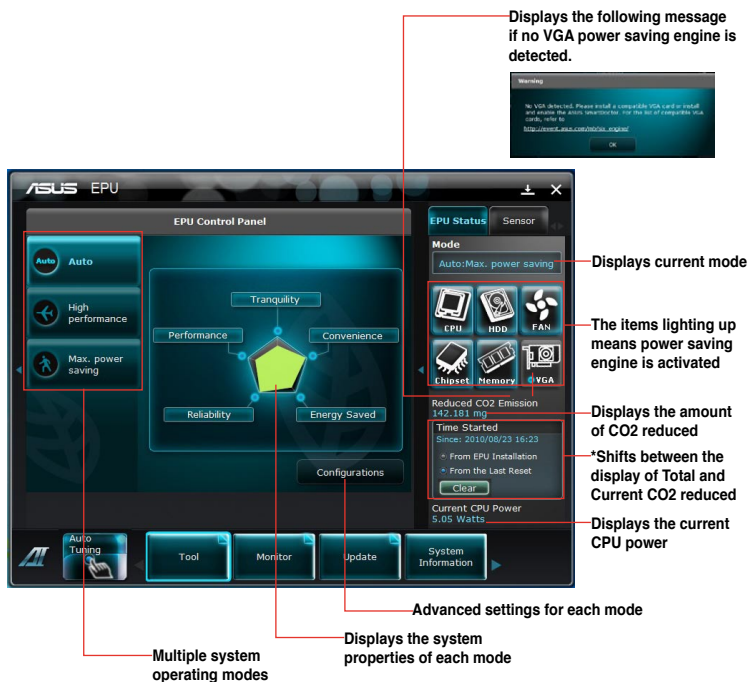 Displays the following message
if no VGA power saving engine is
detected.
Warning
No VGA detected. Please install a compatible VGA card or install
and enable the ASUS SmartDoctor. For the list of compatible VGA
cards, refer to
http://event.asus.com/mb/six_engine/
OK
ASUS EPU
EPU Control Panel
EPU Status
Sensor
Auto
Auto
High
performance
Max. power
saving
Tranquility
Performance
Convenience
Reliability
Energy Saved
Configurations
Mode
Auto:Max. power saving
Displays current mode
CPU
HDD
FAN
Chipset
Memory
VGA
The items lighting up
means power saving
engine is activated
Reduced CO2 Emission
142.181 mg
Displays the amount
of CO2 reduced
Time Started
Since: 2010/08/23 16:23
From EPU Installation
From the Last Reset
Clear
*Shifts between the
display of Total and
Current CO2 reduced
Current CPU Power
5.05 Watts
Displays the current
CPU power
AI
Auto
Tuning
Tool
Monitor
Update
System
Information
Advanced settings for each mode
Displays the system
properties of each mode
Multiple system
operating modes